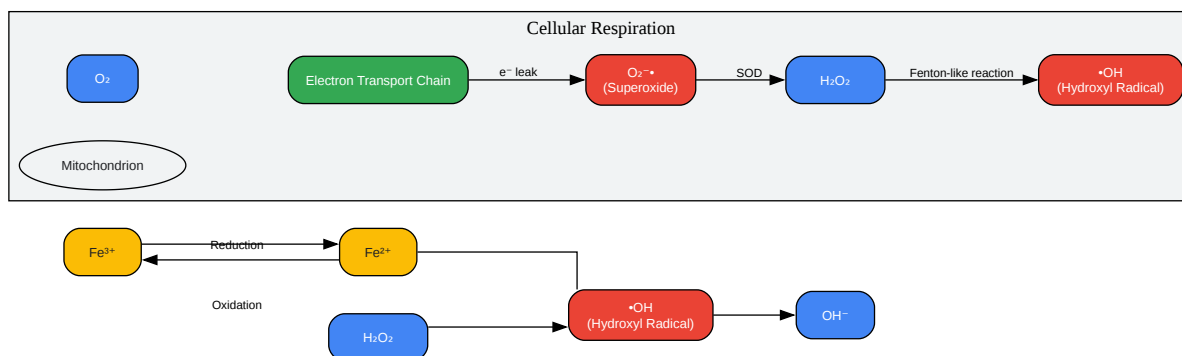 Cellular Respiration
O₂
Electron Transport Chain
e⁻ leak
O₂⁻•
(Superoxide)
SOD
H₂O₂
Fenton-like reaction
•OH
(Hydroxyl Radical)
Mitochondrion
Fe³⁺
Reduction
Fe²⁺
Oxidation
•OH
(Hydroxyl Radical)
OH⁻
H₂O₂